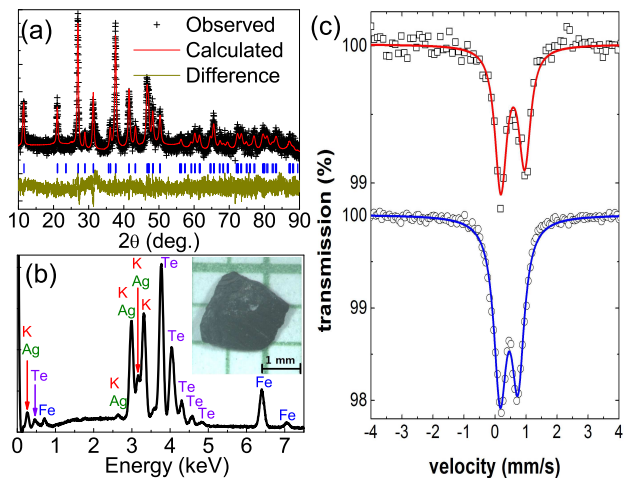 (a)
Observed
Calculated
Difference
10 20 30 40 50 60 70 80 90
2θ (deg.)
(b)
K
Ag
Te
Fe
K
Ag
K
Ag
K
Ag
K
Te
Te
Te
Te
Te
Fe
Fe
1 mm
0 1 2 3 4 5 6 7
Energy (keV)
(c)
100
99
100
99
98
transmission (%)
-4 -3 -2 -1 0 1 2 3 4
velocity (mm/s)